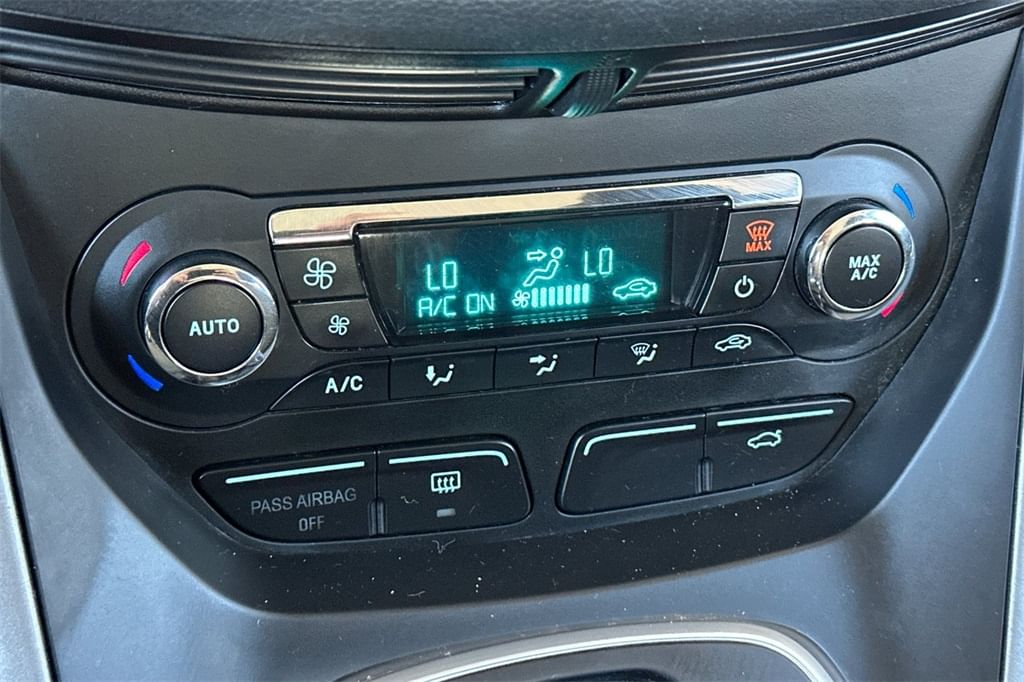 LO LO
A/C ON
MAX
AUTO
MAX
A/C
A/C
PASS AIRBAG
OFF